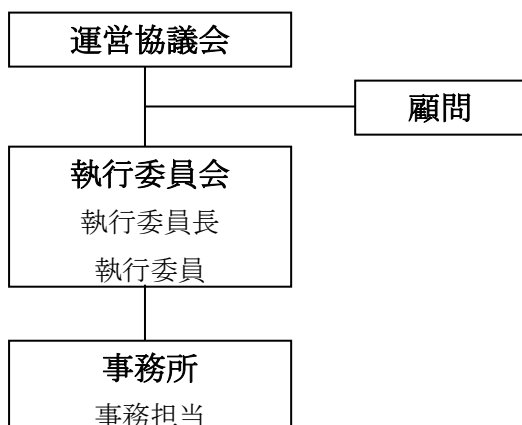 運営協議会
顧問
執行委員会
執行委員長
執行委員
事務所
事務担当